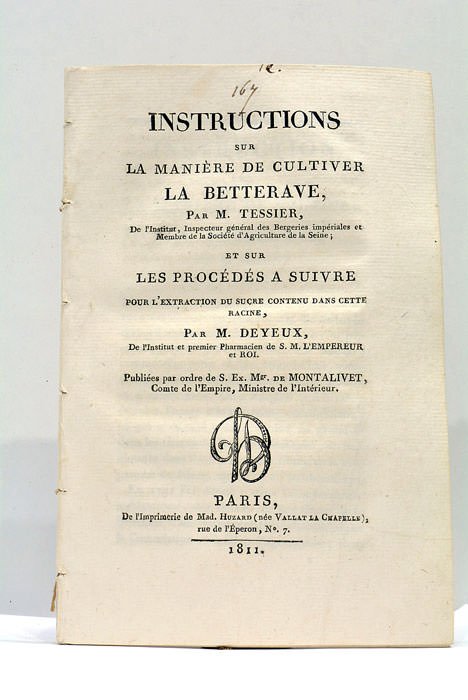 12.
167
INSTRUCTIONS
SUR
LA MANIÈRE DE CULTIVER
LA BETTERAVE,
PAR M. TESSIER,
De l'Institut, Inspecteur général des Bergeries impériales et
Membre de la Société d'Agriculture de la Seine;
ET SUR
LES PROCÉDÉS A SUIVRE
POUR L'EXTRACTION DU SUCRE CONTENU DANS CETTE
RACINE,
PAR M. DEYEUX,
De l'Institut et premier Pharmacien de S. M. L'EMPEREUR
et ROI.
Publiées par ordre de S. Ex. Mgr. DE MONTALIVET,
Comte de l'Empire, Ministre de l'Intérieur.
PARIS,
De l'Imprimerie de Mad. HUZARD (née VALLAT LA CHAPELLE),
rue de l'Éperon, No. 7.
1811.